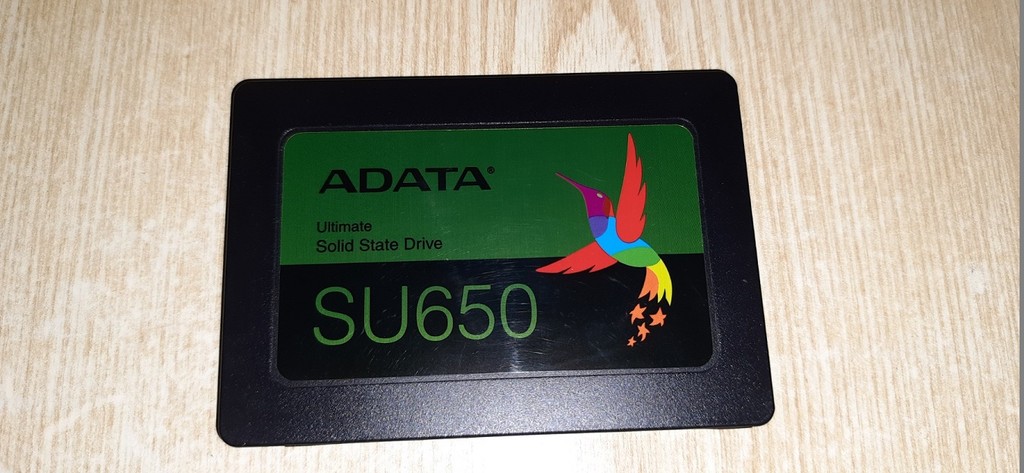 ADATA®
Ultimate
Solid State Drive
SU650